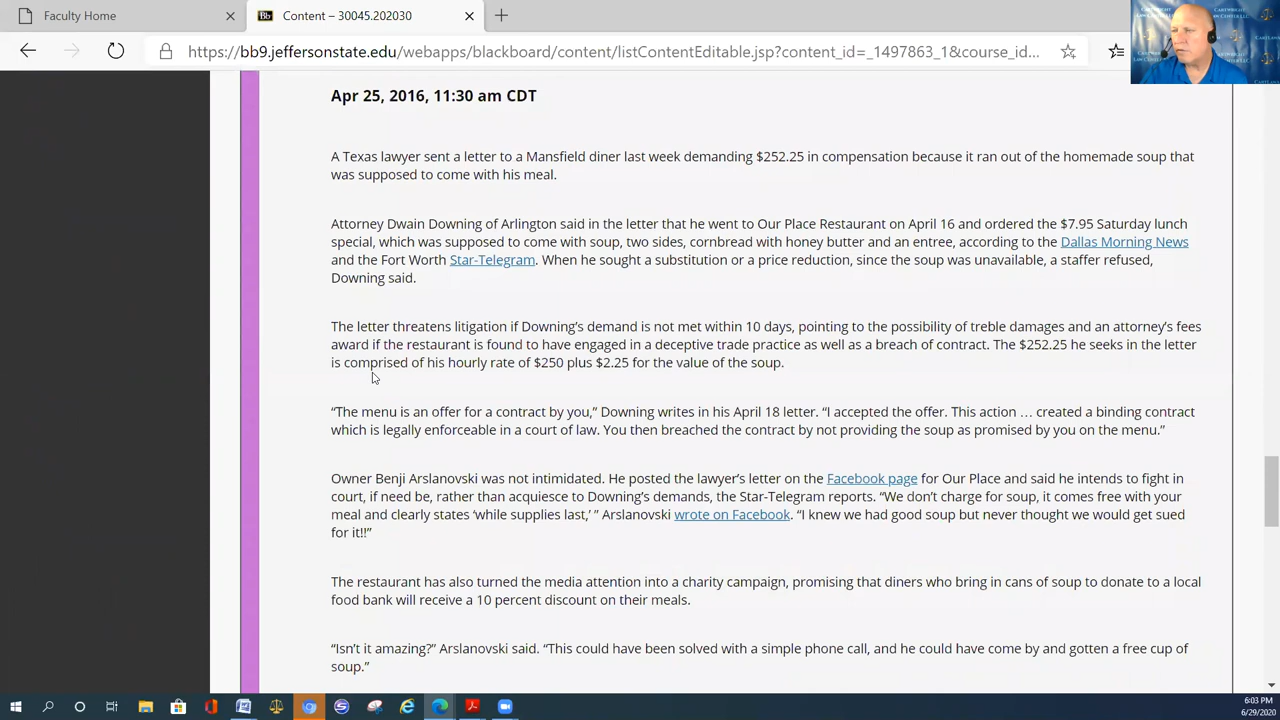 Faculty Home
Content – 30045.202030
https://bb9.jeffersonstate.edu/webapps/blackboard/content/listContentEditable.jsp?content_id=_1497863_1&course_id...
Apr 25, 2016, 11:30 am CDT
A Texas lawyer sent a letter to a Mansfield diner last week demanding $252.25 in compensation because it ran out of the homemade soup that
was supposed to come with his meal.
Attorney Dwain Downing of Arlington said in the letter that he went to Our Place Restaurant on April 16 and ordered the $7.95 Saturday lunch
special, which was supposed to come with soup, two sides, cornbread with honey butter and an entree, according to the Dallas Morning News
and the Fort Worth Star-Telegram. When he sought a substitution or a price reduction, since the soup was unavailable, a staffer refused,
Downing said.
The letter threatens litigation if Downing’s demand is not met within 10 days, pointing to the possibility of treble damages and an attorney’s fees
award if the restaurant is found to have engaged in a deceptive trade practice as well as a breach of contract. The $252.25 he seeks in the letter
is comprised of his hourly rate of $250 plus $2.25 for the value of the soup.
“The menu is an offer for a contract by you,” Downing writes in his April 18 letter. “I accepted the offer. This action … created a binding contract
which is legally enforceable in a court of law. You then breached the contract by not providing the soup as promised by you on the menu.”
Owner Benji Arslanovski was not intimidated. He posted the lawyer’s letter on the Facebook page for Our Place and said he intends to fight in
court, if need be, rather than acquiesce to Downing’s demands, the Star-Telegram reports. “We don’t charge for soup, it comes free with your
meal and clearly states ‘while supplies last,’ ” Arslanovski wrote on Facebook. “I knew we had good soup but never thought we would get sued
for it!!”
The restaurant has also turned the media attention into a charity campaign, promising that diners who bring in cans of soup to donate to a local
food bank will receive a 10 percent discount on their meals.
“Isn’t it amazing?” Arslanovski said. “This could have been solved with a simple phone call, and he could have come by and gotten a free cup of
soup.”
6:03 PM
6/29/2020